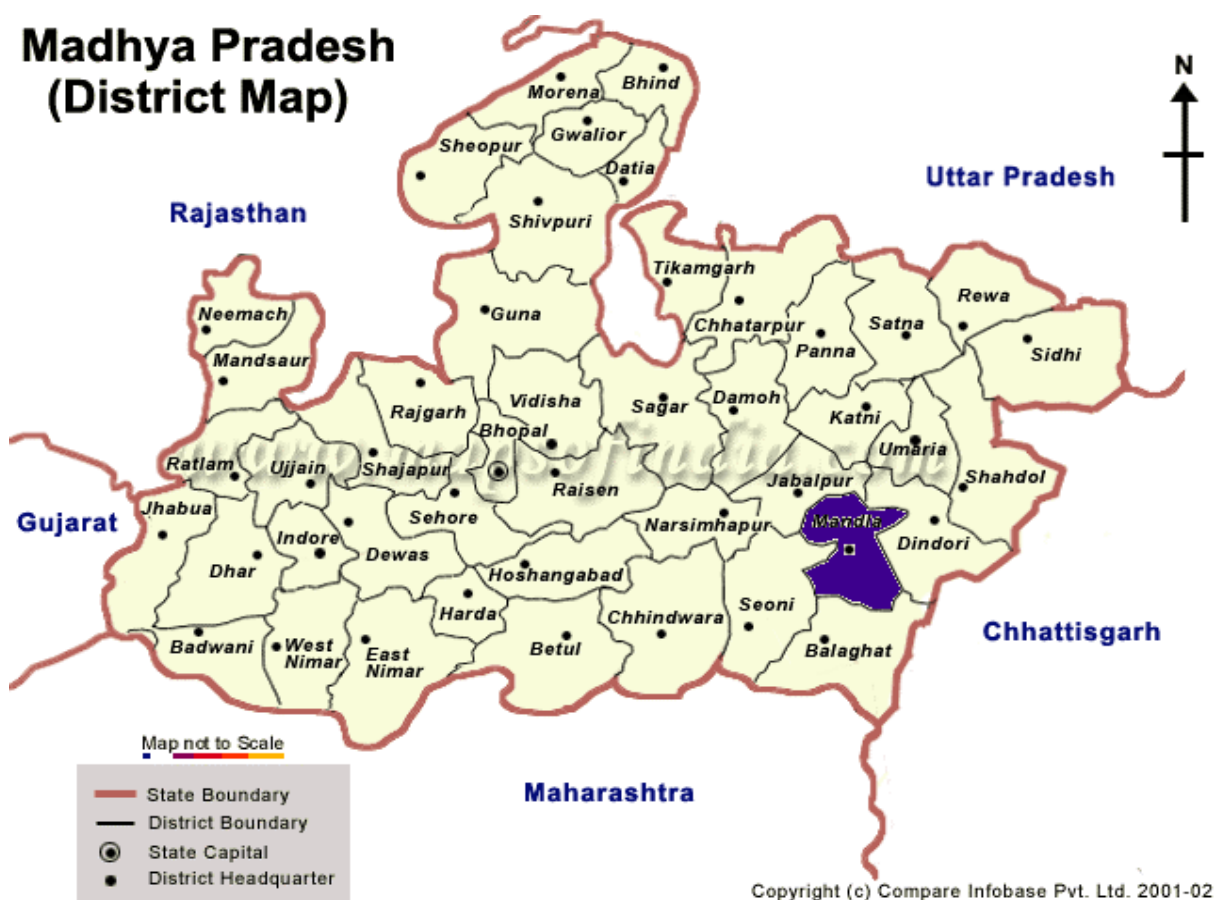 Madhya Pradesh
(District Map)
N
Morena
Bhind
Gwalior
Sheopur
Datia
Uttar Pradesh
Rajasthan
Shivpuri
Tikamgarh
Neemach
Guna
Chhatarpur
Satna
Rewa
Panna
Sidhi
Mandsaur
Rajgarh
Vidisha
Sagar
Damoh
Katni
Bhopal
Umaria
www.mapsofindia.com
Ratlam
Ujjain
Shajapur
Raisen
Jabalpur
Shahdol
Gujarat
Jhabua
Sehore
Narsimhapur
Mandla
Indore
Dewas
Dindori
Dhar
Hoshangabad
Harda
Chhindwara
Seoni
Chhattisgarh
Badwani
West
Nimar
East
Nimar
Betul
Balaghat
Map not to Scale
Maharashtra
State Boundary
District Boundary
State Capital
District Headquarter
Copyright (c) Compare Infobase Pvt. Ltd. 2001-02